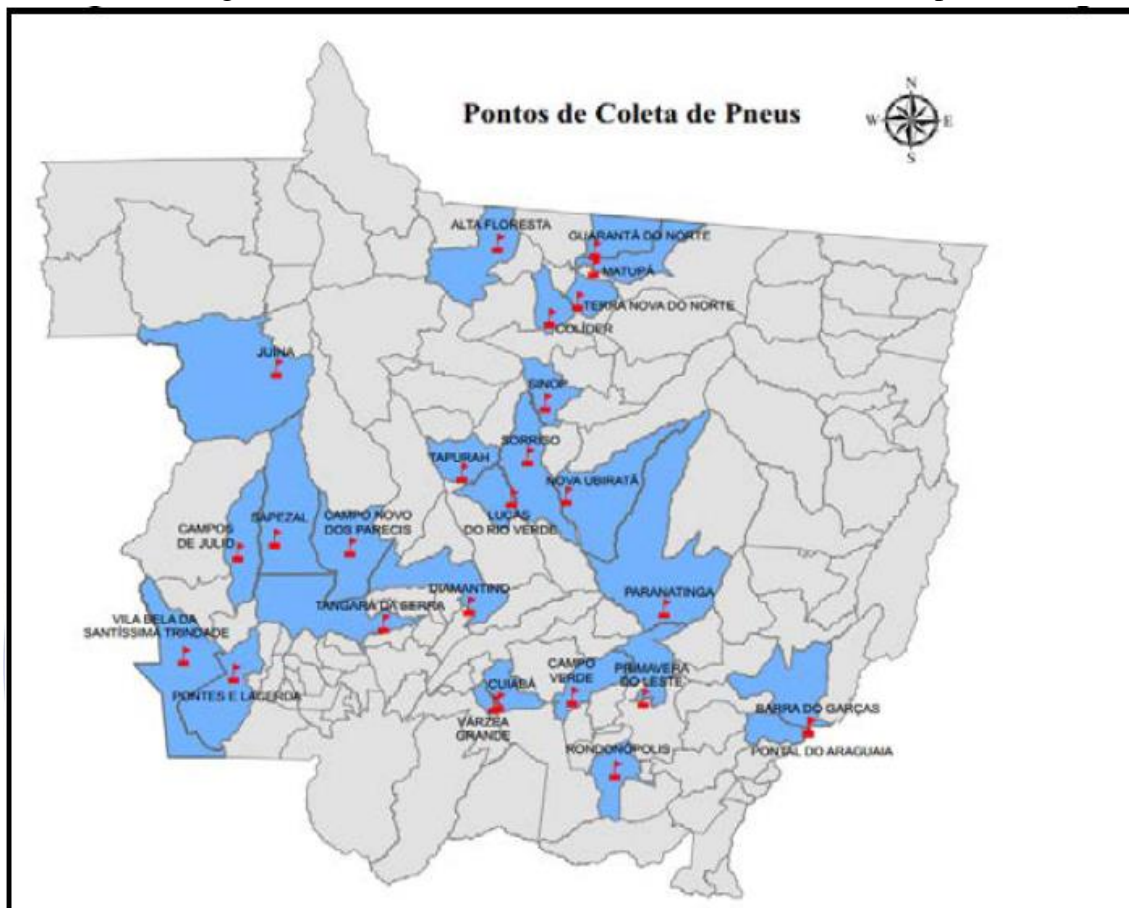 Pontos de Coleta de Pneus
N
W
E
S
ALTA FLORESTA
GUARANTÃ DO NORTE
MATUPÁ
TERRA NOVA DO NORTE
COLÍDER
JUÍNA
SINOP
SORRISO
TAPURAH
NOVA UBIRATÃ
LUCAS
DO RIO VERDE
CAMPO NOVO
DOS PARECIS
SAPEZAL
CAMPOS
DE JULIO
DIAMANTINO
PARANATINGA
TANGARA DA SERRA
VILA BELA DA
SANTÍSSIMA TRINDADE
PONTES E LACERDA
CUIABÁ
VÁRZEA
GRANDE
CAMPO
VERDE
PRIMAVERA
DO LESTE
BARRA DO GARÇAS
PONTAL DO ARAGUAIA
RONDONÓPOLIS